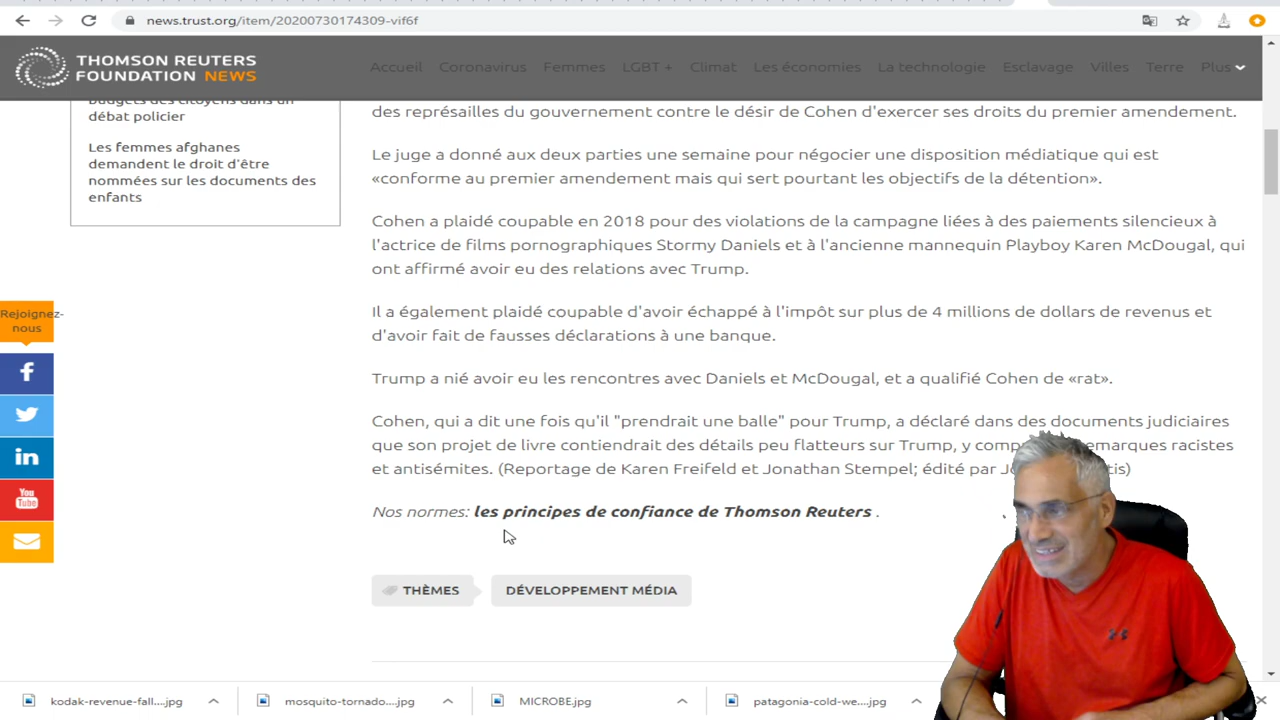 news.trust.org/item/20200730174309-vif6f
THOMSON REUTERS
FOUNDATION NEWS
Accueil Coronavirus Femmes LGBT + Climat Les économies La technologie Esclavage Villes Terre Plus
budgets des citoyens dans un
débat policier
Les femmes afghanes
demandent le droit d'être
nommées sur les documents des
enfants
des représailles du gouvernement contre le désir de Cohen d'exercer ses droits du premier amendement.
Le juge a donné aux deux parties une semaine pour négocier une disposition médiatique qui est
«conforme au premier amendement mais qui sert pourtant les objectifs de la détention».
Cohen a plaidé coupable en 2018 pour des violations de la campagne liées à des paiements silencieux à
l'actrice de films pornographiques Stormy Daniels et à l'ancienne mannequin Playboy Karen McDougal, qui
ont affirmé avoir eu des relations avec Trump.
Il a également plaidé coupable d'avoir échappé à l'impôt sur plus de 4 millions de dollars de revenus et
d'avoir fait de fausses déclarations à une banque.
Trump a nié avoir eu les rencontres avec Daniels et McDougal, et a qualifié Cohen de «rat».
Cohen, qui a dit une fois qu'il "prendrait une balle" pour Trump, a déclaré dans des documents judiciaires
que son projet de livre contiendrait des détails peu flatteurs sur Trump, y remarques racistes
et antisémites. (Reportage de Karen Freifeld et Jonathan Stempel; édité par
Nos normes: les principes de confiance de Thomson Reuters .
THÈMES
DÉVELOPPEMENT MÉDIA
Rejoignez-
nous
f
in
You
Tube
kodak-revenue-fall....jpg
mosquito-tornado....jpg
MICROBE.jpg
patagonia-cold-we....jpg